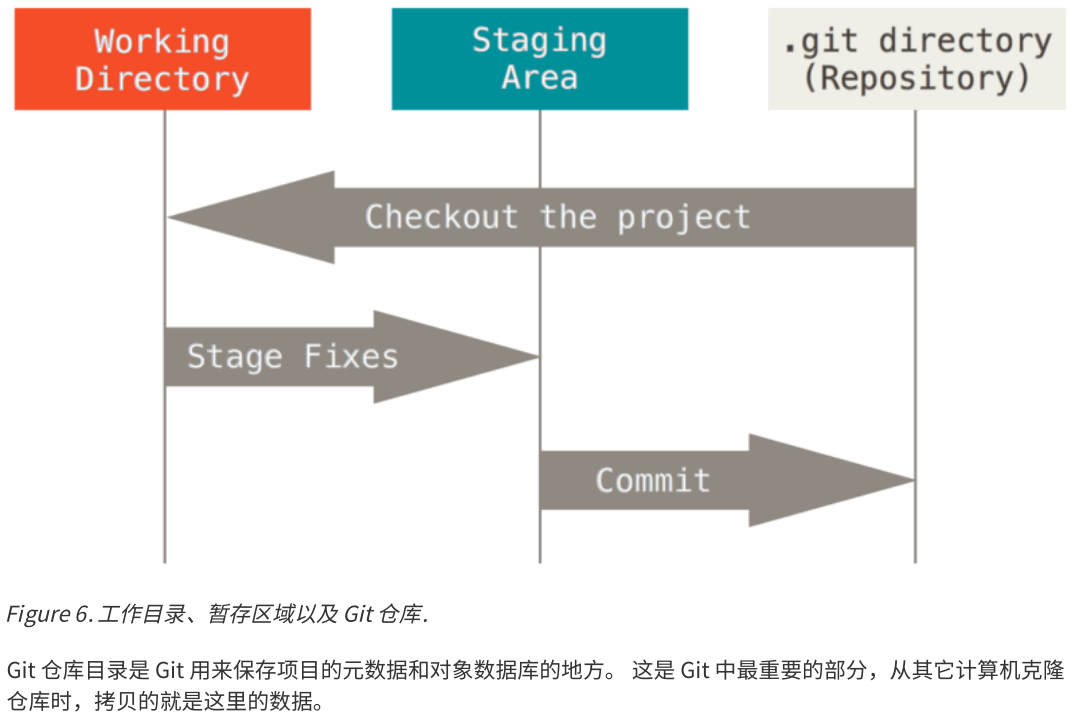 Working
Directory
Staging
Area
.git directory
(Repository)
Checkout the project
Stage Fixes
Commit
Figure 6. 工作目录、暂存区域以及 Git 仓库.
Git 仓库目录是 Git 用来保存项目的元数据和对象数据库的地方。 这是 Git 中最重要的部分，从其它计算机克隆
仓库时，拷贝的就是这里的数据。